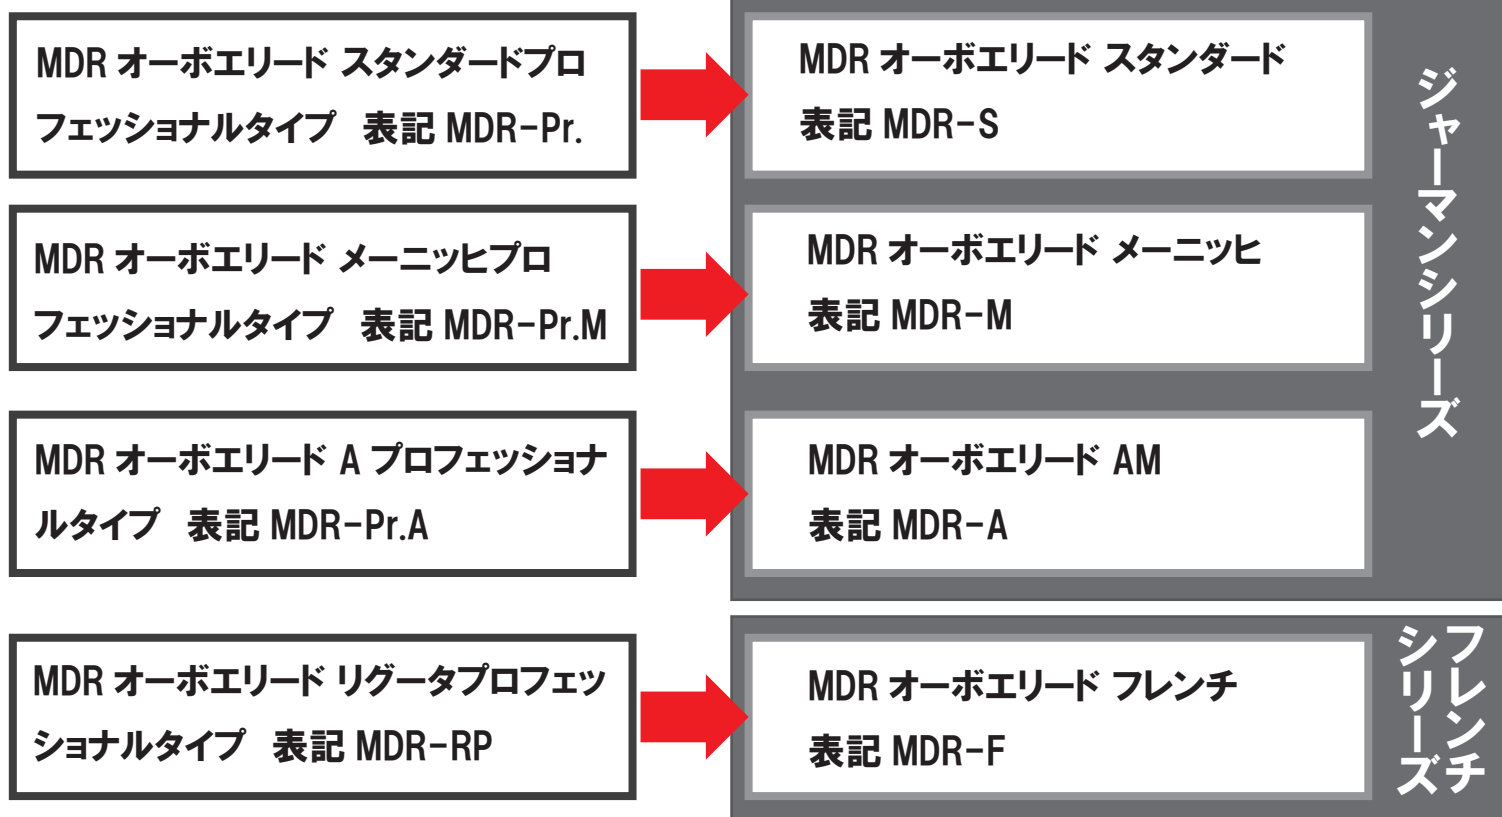 MDR オーボエリード スタンダードプロ
フェッショナルタイプ 表記 MDR-Pr.
MDR オーボエリード スタンダード
表記 MDR-S
MDR オーボエリード メーニッヒプロ
フェッショナルタイプ 表記 MDR-Pr.M
MDR オーボエリード メーニッヒ
表記 MDR-M
MDR オーボエリード A プロフェッショナ
ルタイプ 表記 MDR-Pr.A
MDR オーボエリード AM
表記 MDR-A
ジャーマンシリーズ
MDR オーボエリード リグータプロフェッ
ショナルタイプ 表記 MDR-RP
MDR オーボエリード フレンチ
表記 MDR-F
フレンチ
シリーズ